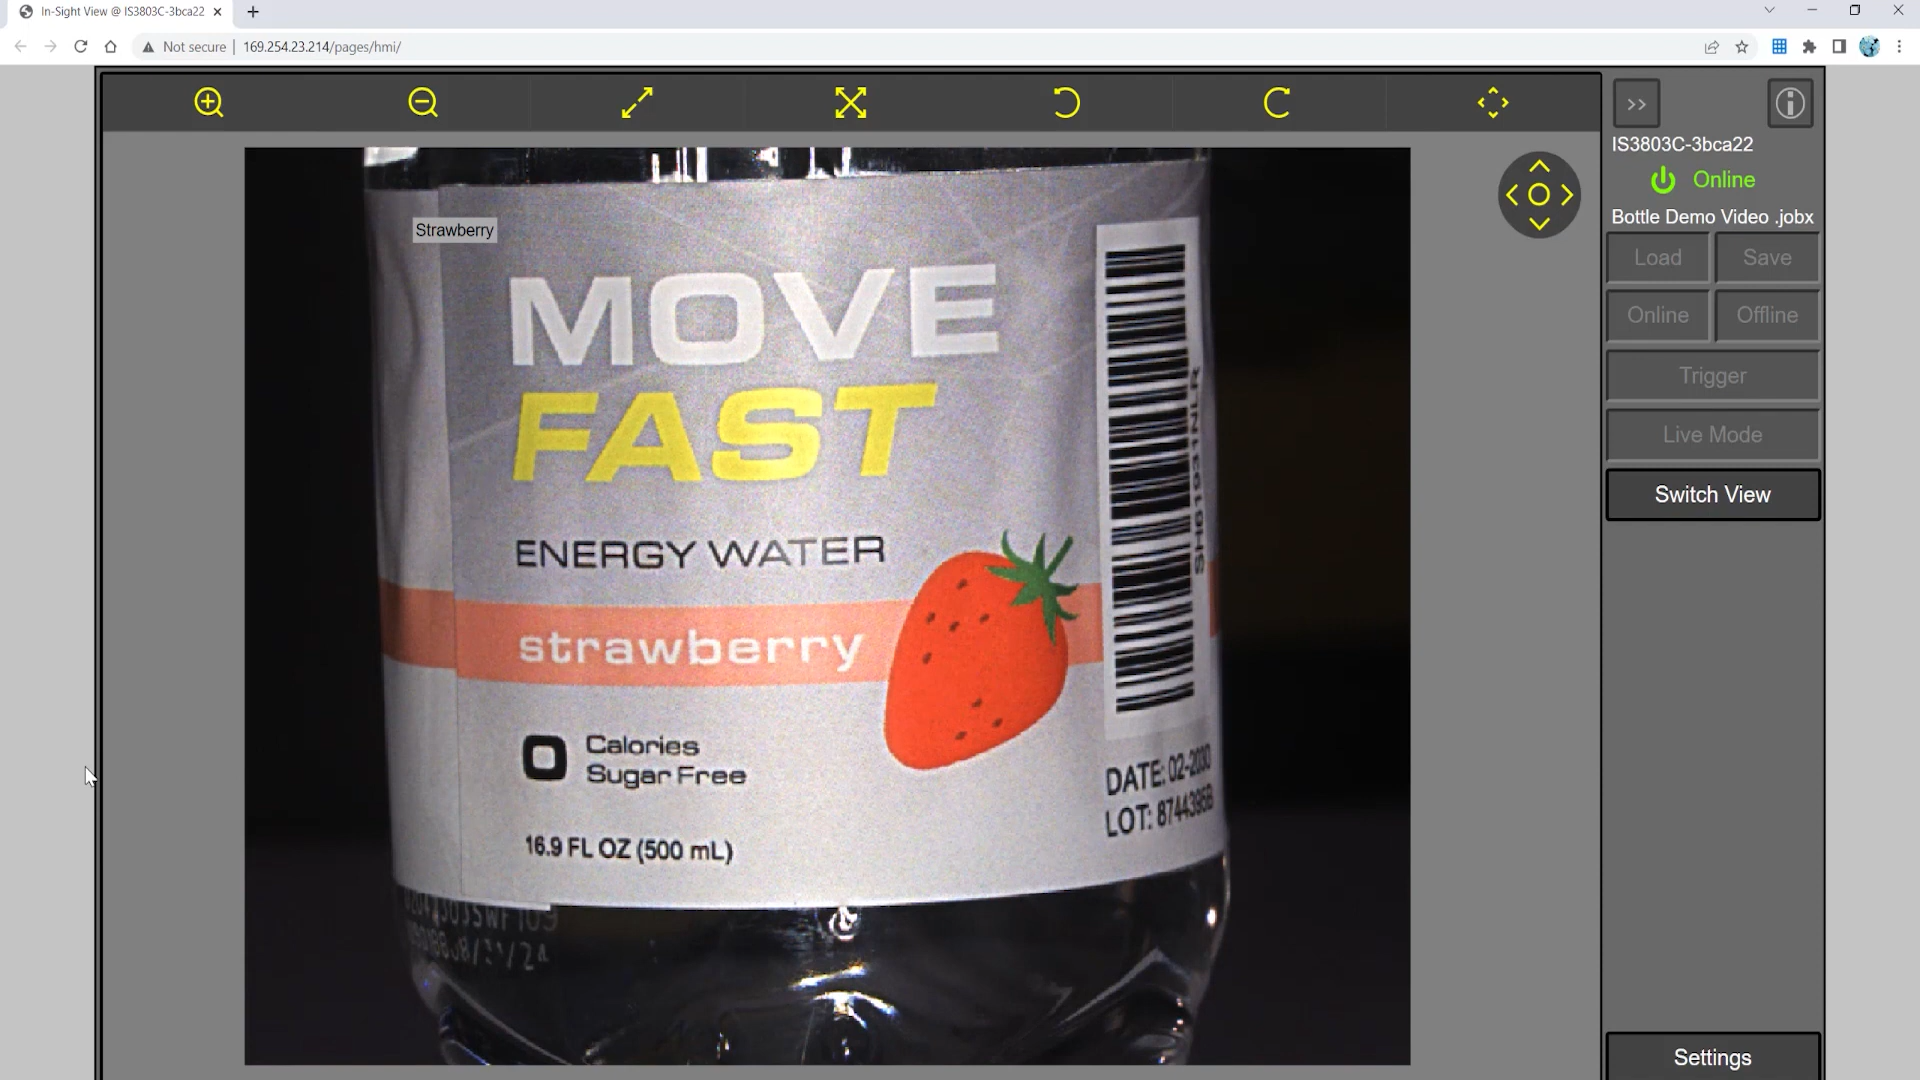 In-Sight View @ IS3803C-3bca22
Not secure
169.254.23.214/pages/hmi/
>>
IS3803C-3bca22
Online
Bottle Demo Video .jobx
Load
Save
Online
Offline
Trigger
Live Mode
Switch View
Settings
Strawberry
MOVE
FAST
ENERGY WATER
strawberry
0 Calories
Sugar Free
16.9 FL OZ (500 mL)
SH61931NLR
DATE: 02-2030
LOT: 8744395B